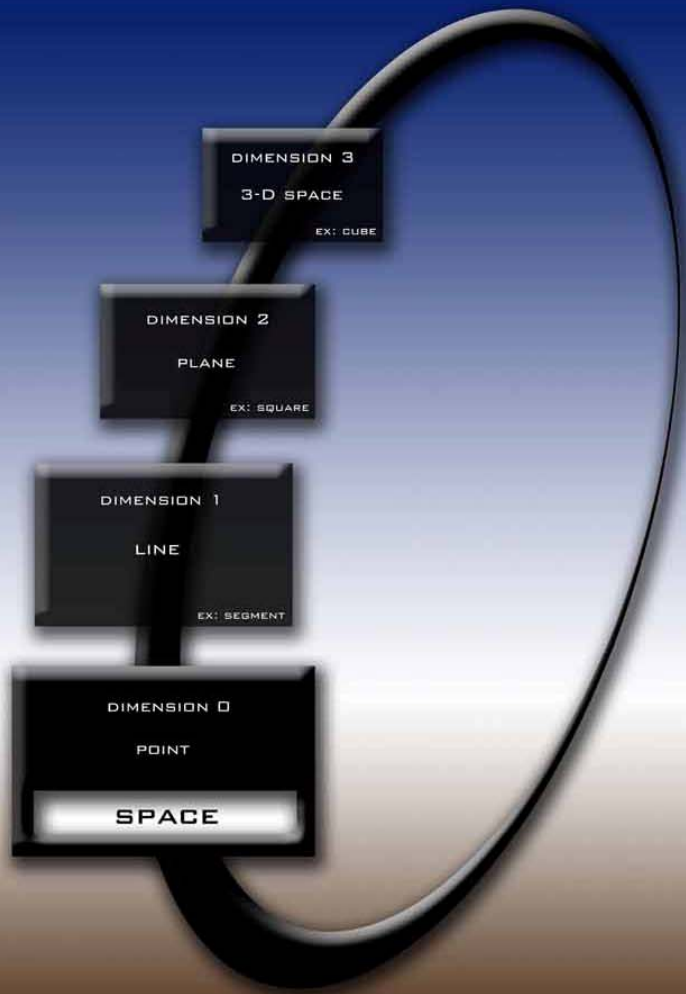 DIMENSION 3
3-D SPACE
EX: CUBE
DIMENSION 2
PLANE
EX: SQUARE
DIMENSION 1
LINE
EX: SEGMENT
DIMENSION 0
POINT
SPACE